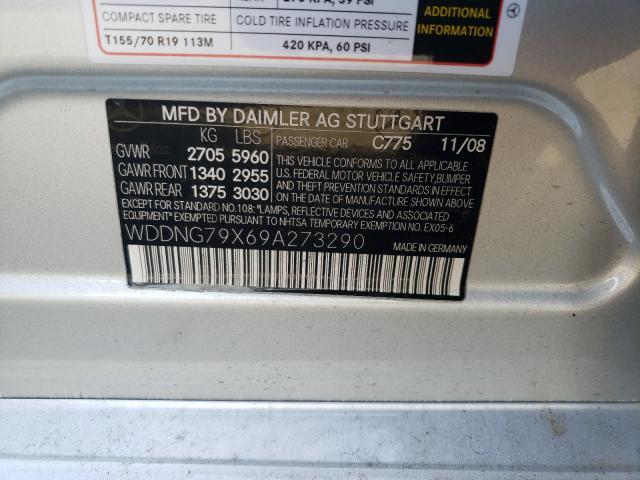 COMPACT SPARE TIRE
COLD TIRE INFLATION PRESSURE
T155/70 R19 113M
420 KPA, 60 PSI
ADDITIONAL
INFORMATION
MFD BY DAIMLER AG STUTTGART
KG LBS
PASSENGER CAR C775 11/08
GVWR 2705 5960
GAWR FRONT 1340 2955
GAWR REAR 1375 3030
THIS VEHICLE CONFORMS TO ALL APPLICABLE
U.S. FEDERAL MOTOR VEHICLE SAFETY, BUMPER
AND THEFT PREVENTION STANDARDS IN EFFECT
ON THE DATE OF MANUFACTURE SHOWN ABOVE.
EXCEPT FOR STANDARD NO. 108: "LAMPS, REFLECTIVE DEVICES AND ASSOCIATED
EQUIPMENT" EXEMPTED PURSUANT TO NHTSA TEMPORARY EXEMPTION NO. EX05-6
WDDNG79X69A273290
MADE IN GERMANY